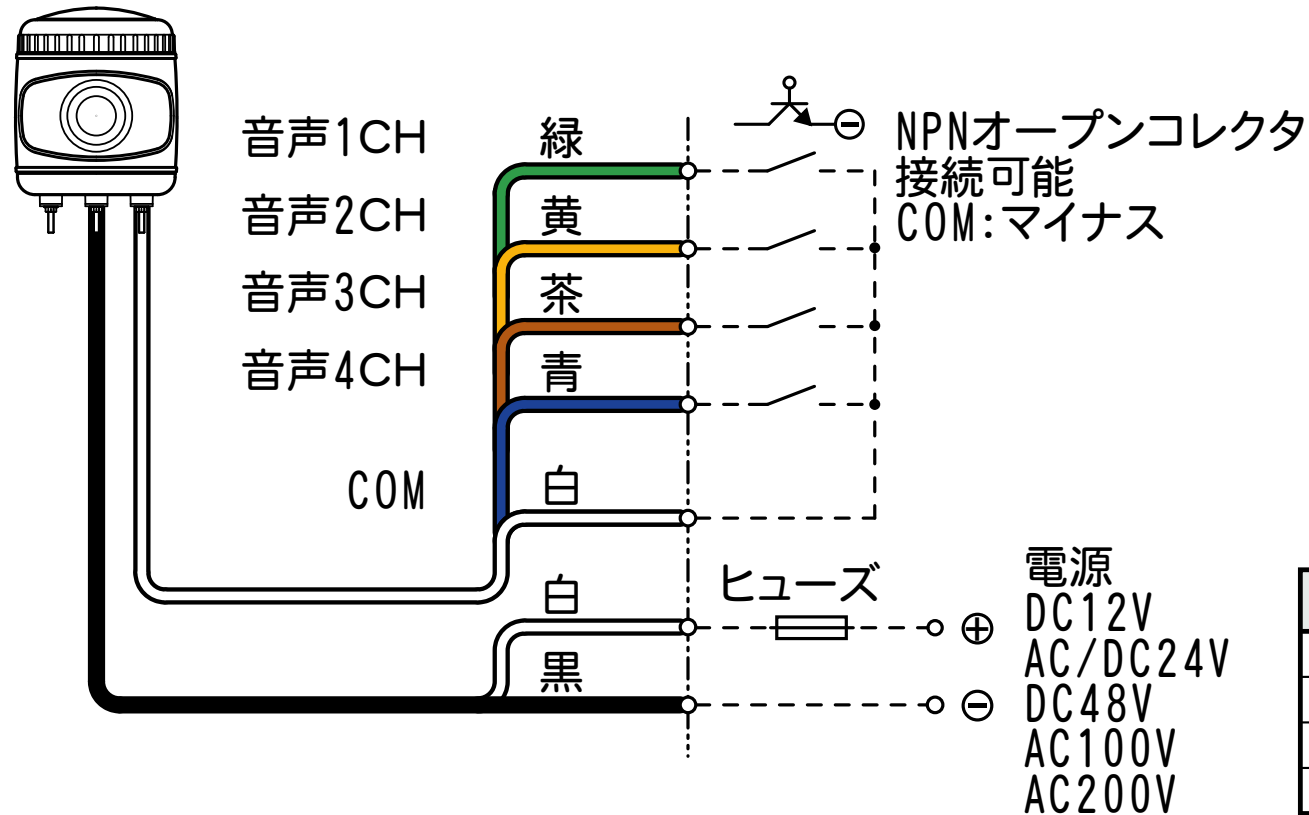 音声1CH
緑
音声2CH
黄
音声3CH
茶
音声4CH
青
COM
白
NPNオープンコレクタ
接続可能
COM:マイナス
白
黒
ヒューズ
⊕
⊖
電源
DC12V
AC/DC24V
DC48V
AC100V
AC200V